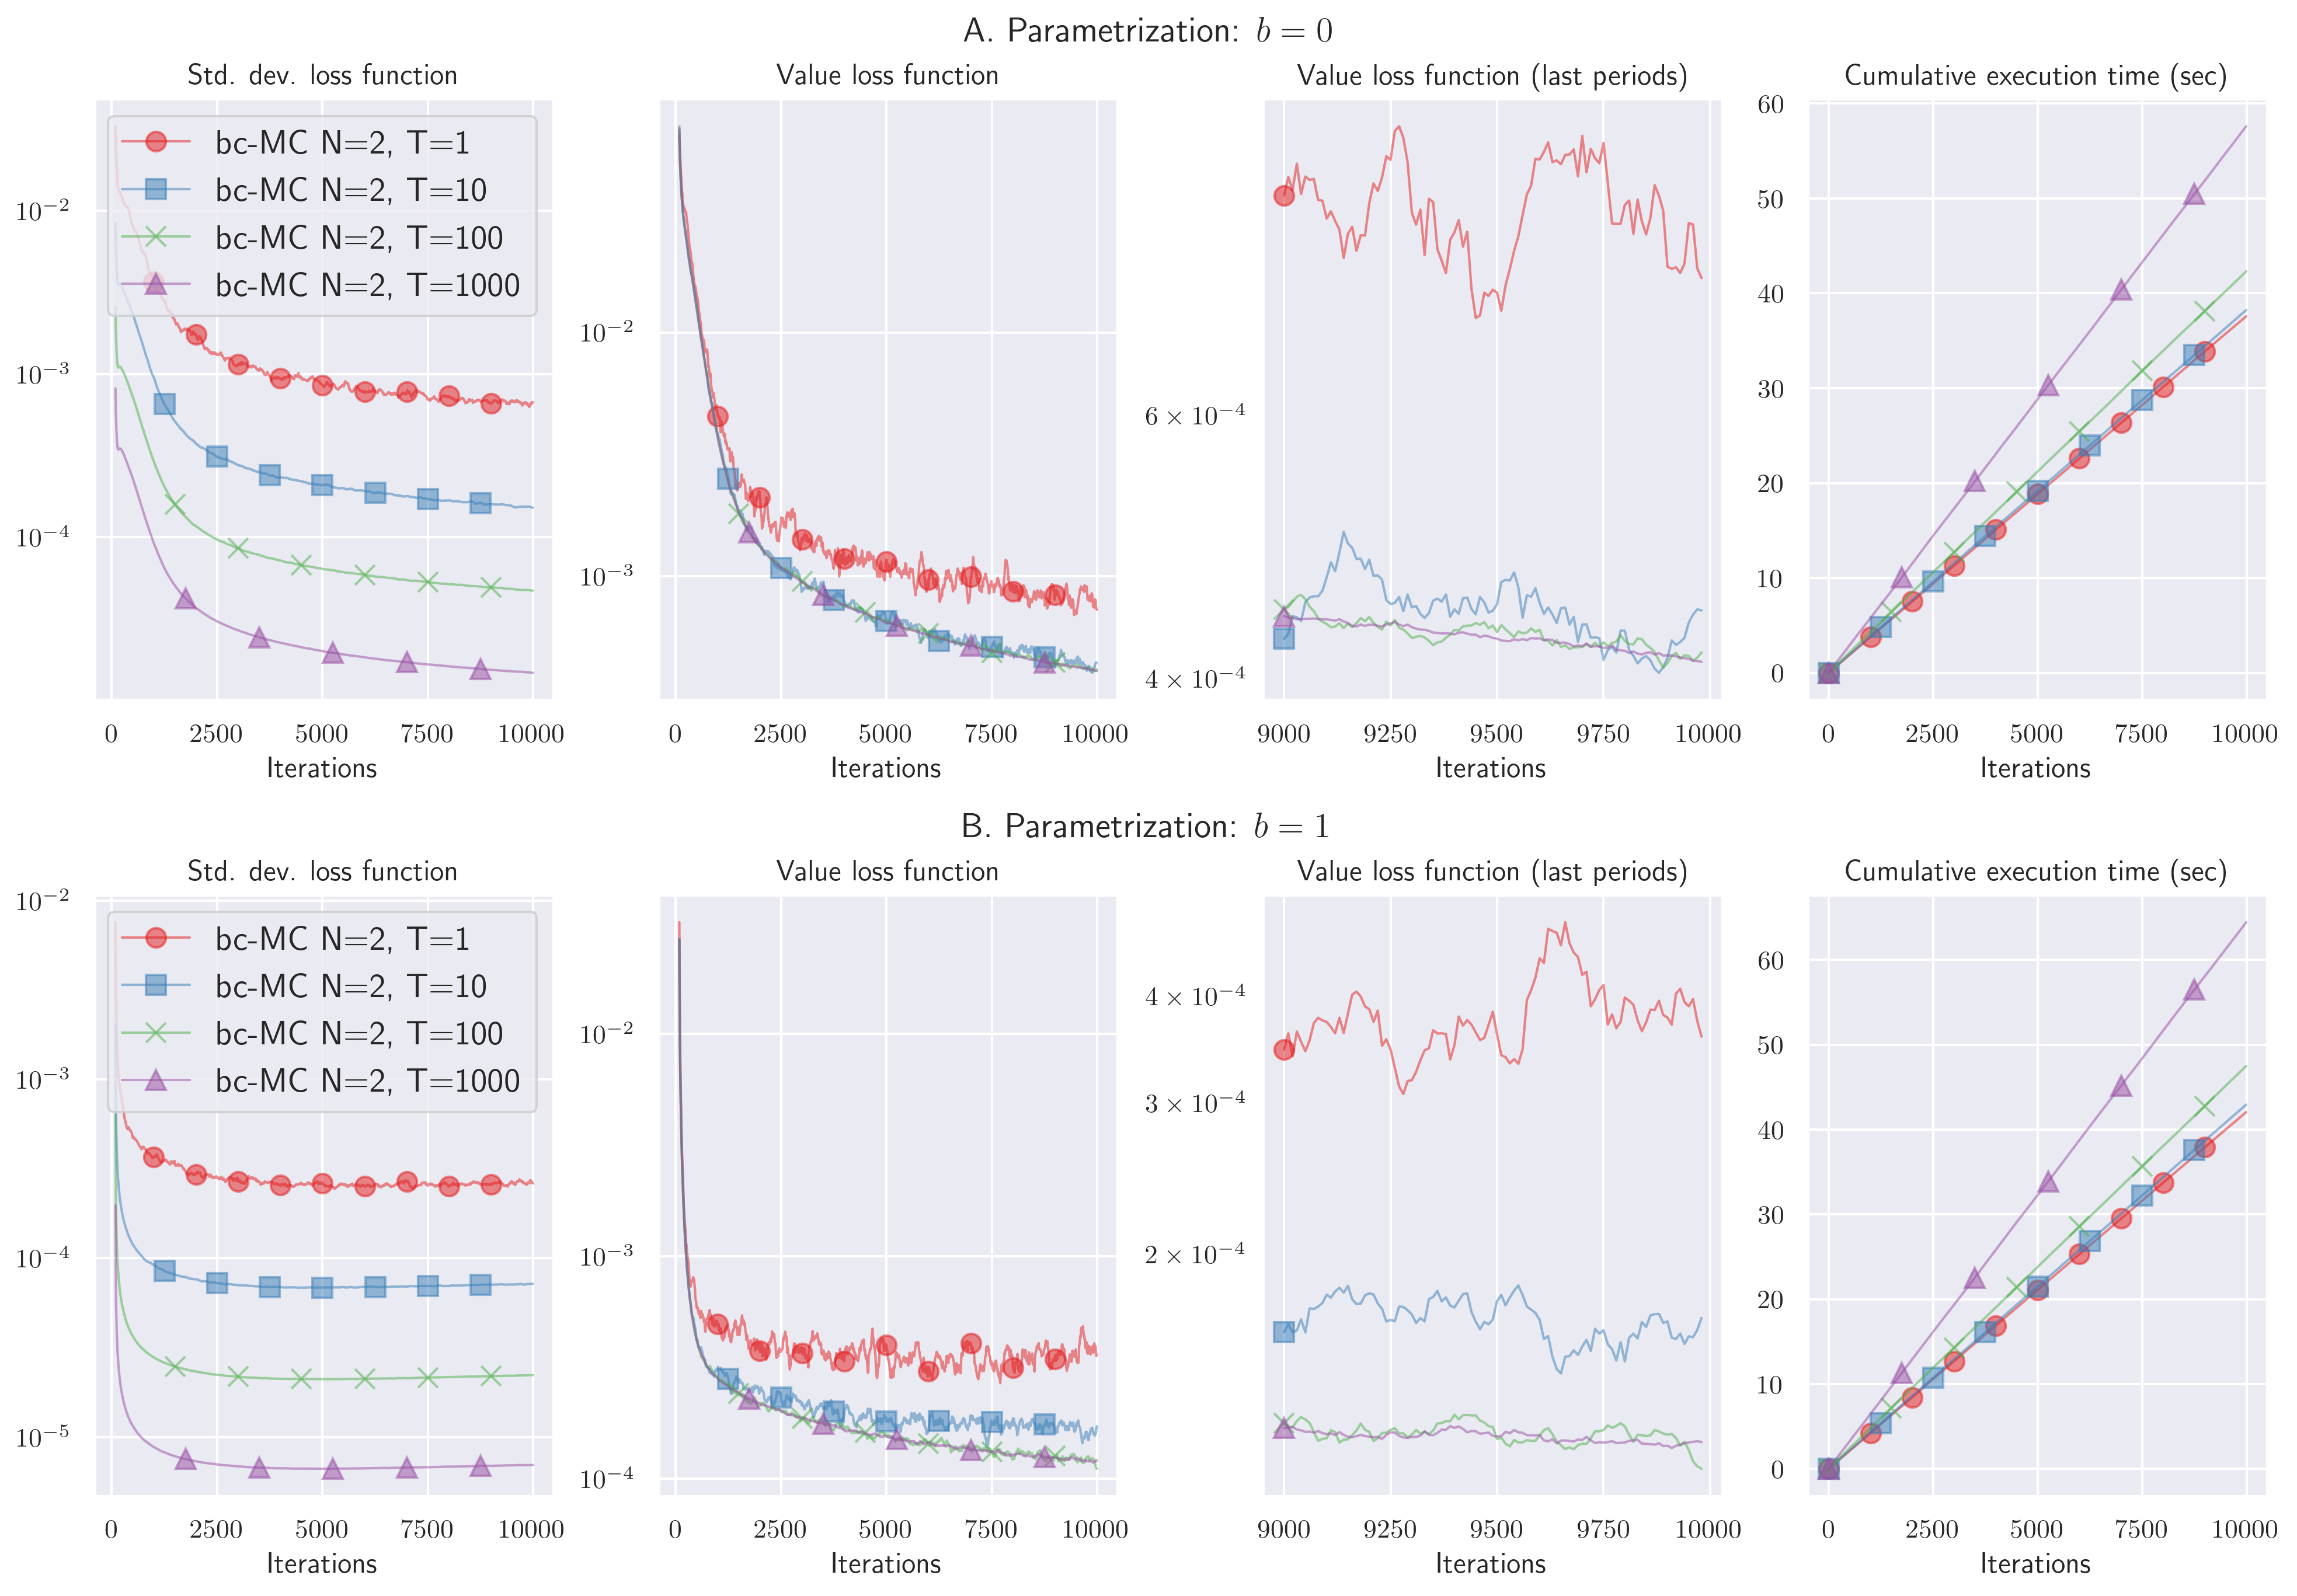 A. Parametrization: b = 0
Std. dev. loss function
Value loss function
Value loss function (last periods)
Cumulative execution time (sec)
bc-MC N=2, T=1
bc-MC N=2, T=10
bc-MC N=2, T=100
bc-MC N=2, T=1000
10⁻²
10⁻³
10⁻⁴
0 2500 5000 7500 10000
Iterations
10⁻²
10⁻³
0 2500 5000 7500 10000
Iterations
6 × 10⁻⁴
4 × 10⁻⁴
9000 9250 9500 9750 10000
Iterations
60
50
40
30
20
10
0
0 2500 5000 7500 10000
Iterations
B. Parametrization: b = 1
Std. dev. loss function
Value loss function
Value loss function (last periods)
Cumulative execution time (sec)
bc-MC N=2, T=1
bc-MC N=2, T=10
bc-MC N=2, T=100
bc-MC N=2, T=1000
10⁻²
10⁻³
10⁻⁴
10⁻⁵
0 2500 5000 7500 10000
Iterations
10⁻²
10⁻³
10⁻⁴
0 2500 5000 7500 10000
Iterations
4 × 10⁻⁴
3 × 10⁻⁴
2 × 10⁻⁴
9000 9250 9500 9750 10000
Iterations
60
50
40
30
20
10
0
0 2500 5000 7500 10000
Iterations